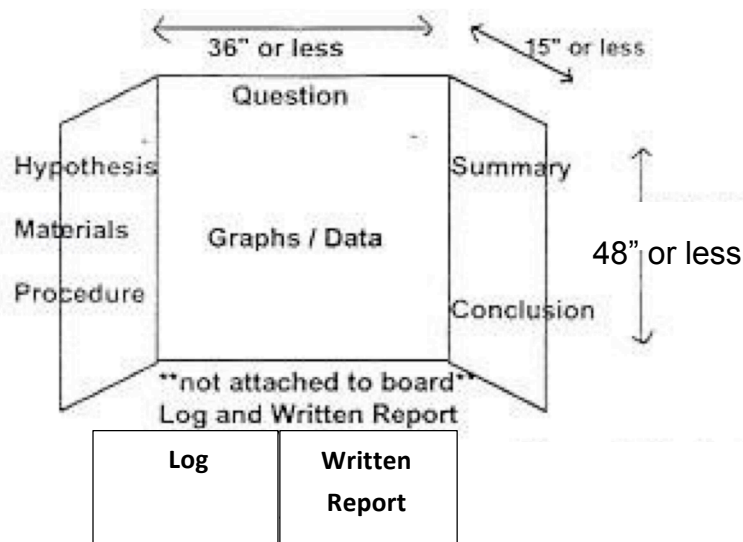 36" or less
15" or less
Question
Hypothesis
Summary
Materials
Graphs / Data
48” or less
Procedure
Conclusion
**not attached to board**
Log and Written Report
Log
Written
Report